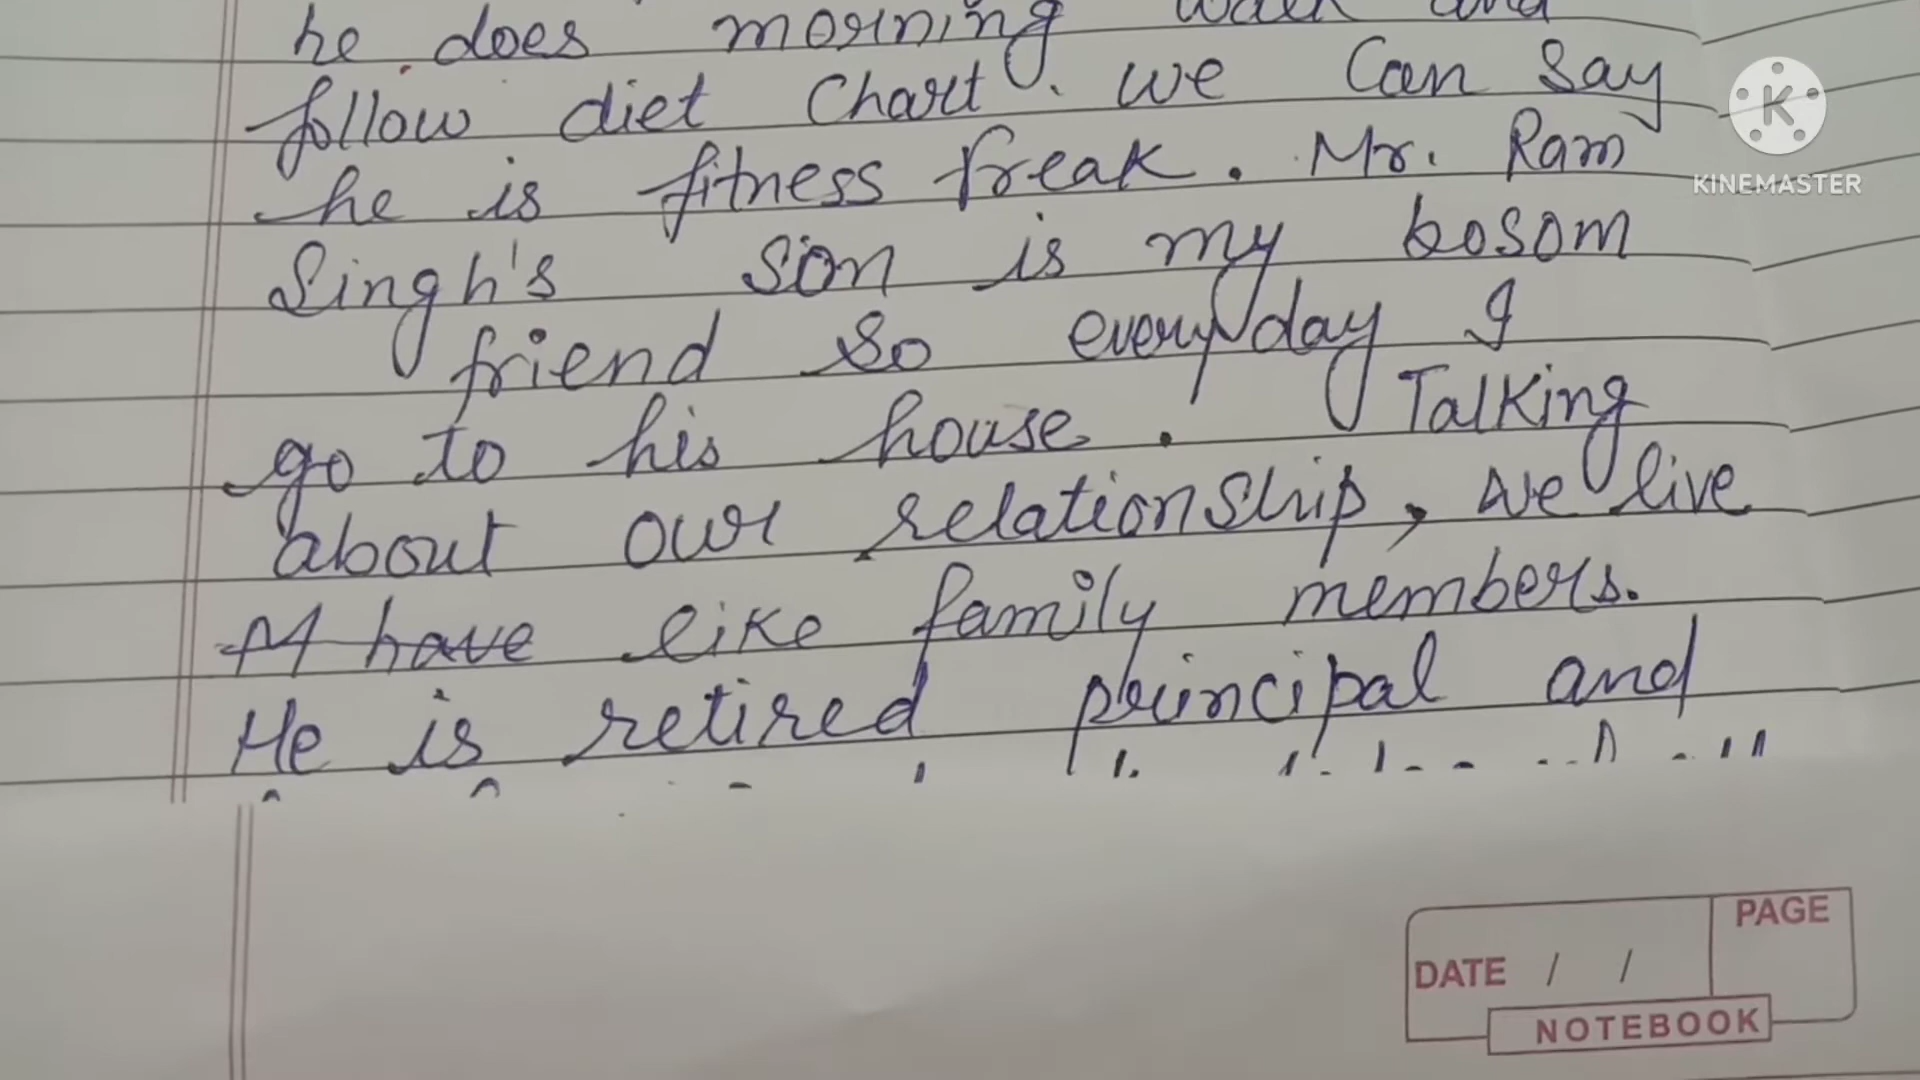 he does morning walk and
follow diet Chart. we Can Say
he is fitness freak. Mr. Ram
Singh's son is my bosom
friend so everyday I
go to his house. Talking
about our relationship, we live
M have like family members.
He is retired principal and
KINEMASTER
PAGE
DATE / /
NOTEBOOK